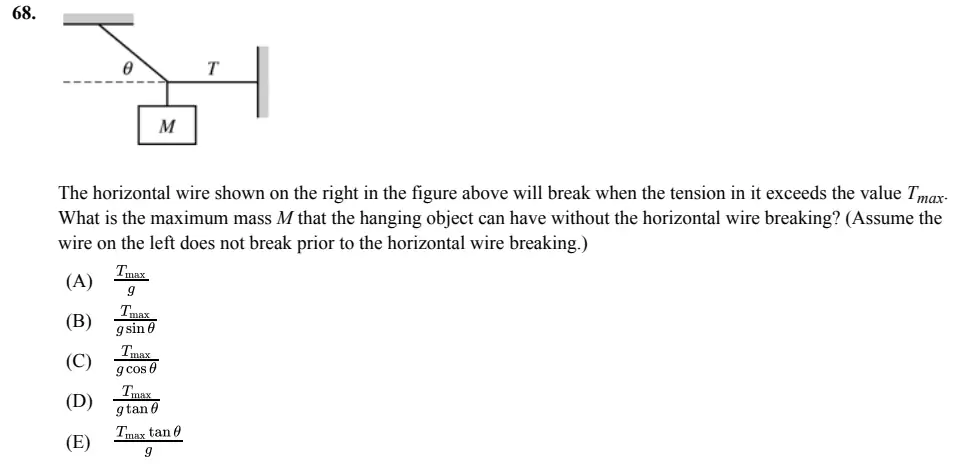 68.
θ
T
M
The horizontal wire shown on the right in the figure above will break when the tension in it exceeds the value Tmax.
What is the maximum mass M that the hanging object can have without the horizontal wire breaking? (Assume the
wire on the left does not break prior to the horizontal wire breaking.)
(A) Tmax / g
(B) Tmax / g sin θ
(C) Tmax / g cos θ
(D) Tmax / g tan θ
(E) Tmax tan θ / g